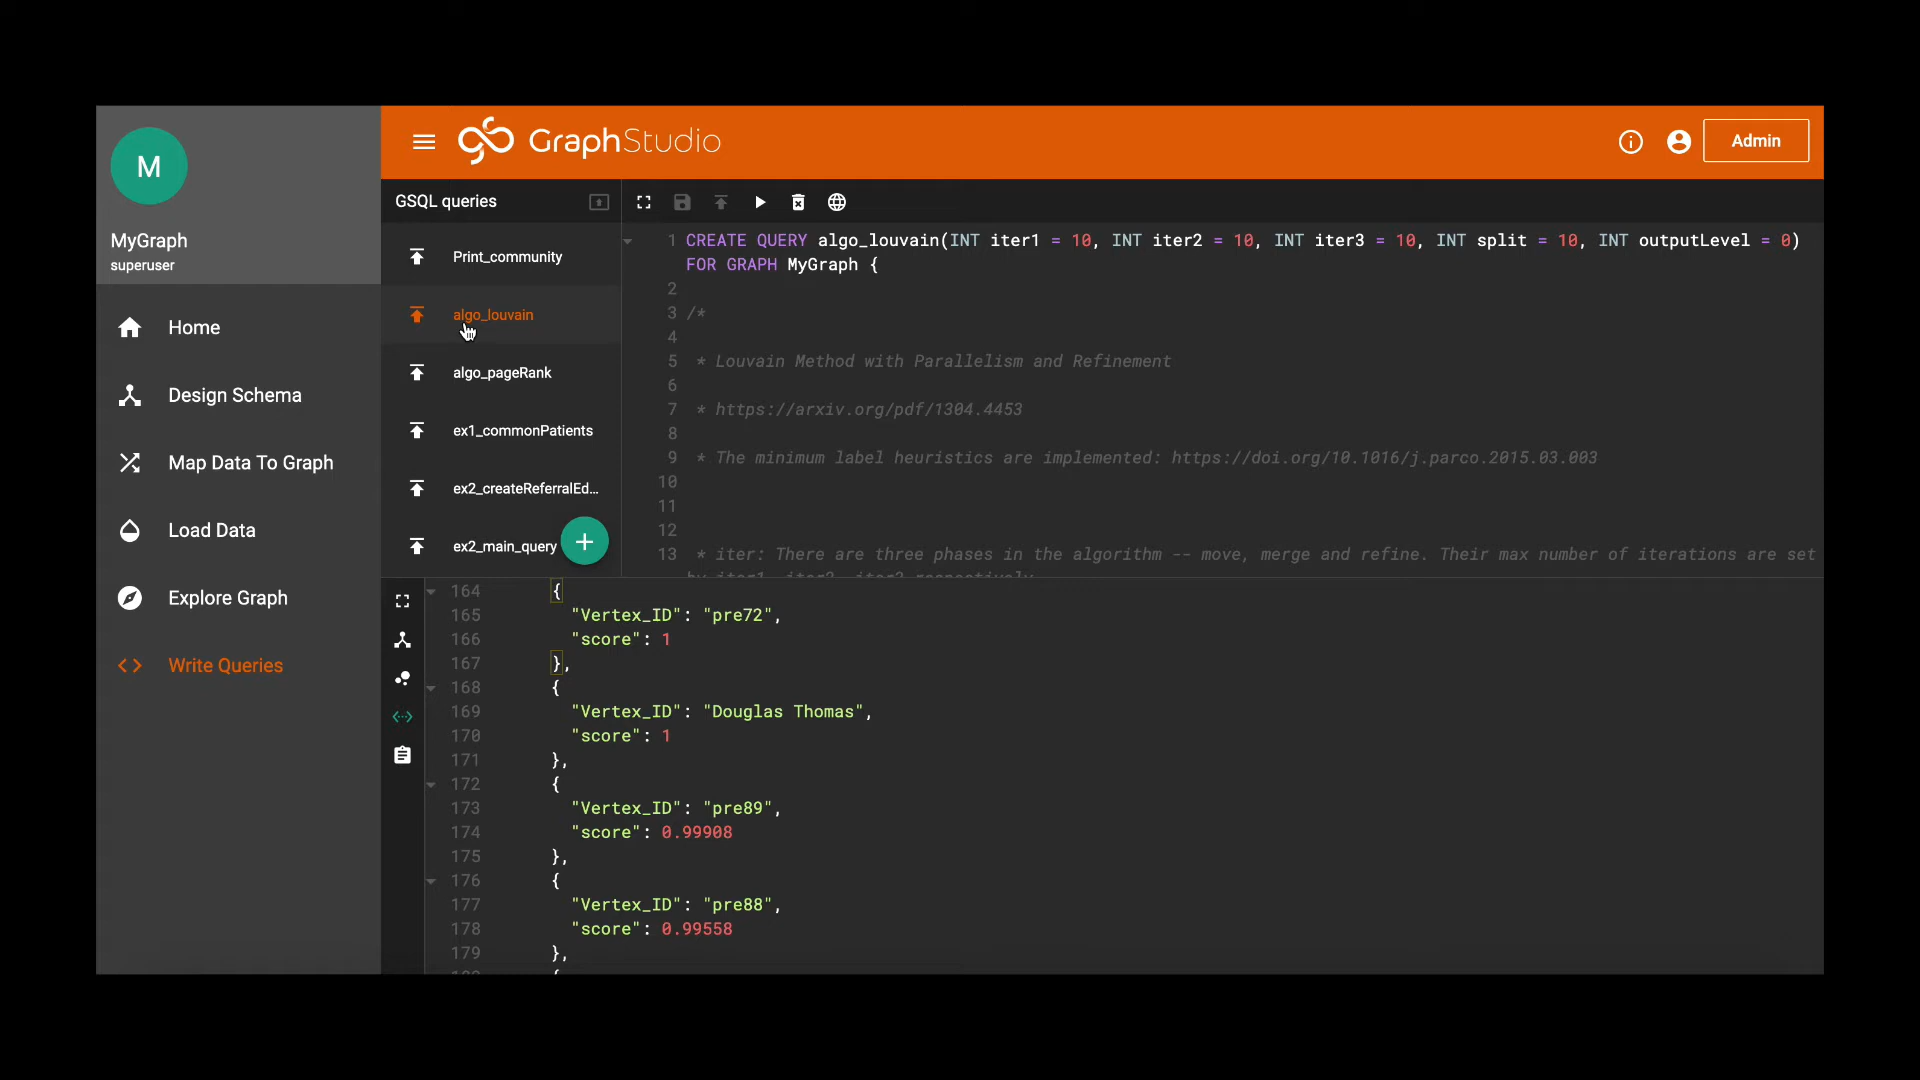 M
MyGraph
superuser
Home
Design Schema
Map Data To Graph
Load Data
Explore Graph
Write Queries
GraphStudio
Admin
GSQL queries
Print_community
algo_louvain
algo_pageRank
ex1_commonPatients
ex2_createReferralEd...
ex2_main_query
1 CREATE QUERY algo_louvain(INT iter1 = 10, INT iter2 = 10, INT iter3 = 10, INT split = 10, INT outputLevel = 0)
FOR GRAPH MyGraph {
2
3 /*
4
5 * Louvain Method with Parallelism and Refinement
6
7 * https://arxiv.org/pdf/1304.4453
8
9 * The minimum label heuristics are implemented: https://doi.org/10.1016/j.parco.2015.03.003
10
11
12
13 * iter: There are three phases in the algorithm -- move, merge and refine. Their max number of iterations are set
by iter1, iter2, iter3 respectively
164 {
165 "Vertex_ID": "pre72",
166 "score": 1
167 },
168 {
169 "Vertex_ID": "Douglas Thomas",
170 "score": 1
171 },
172 {
173 "Vertex_ID": "pre89",
174 "score": 0.99908
175 },
176 {
177 "Vertex_ID": "pre88",
178 "score": 0.99558
179 },